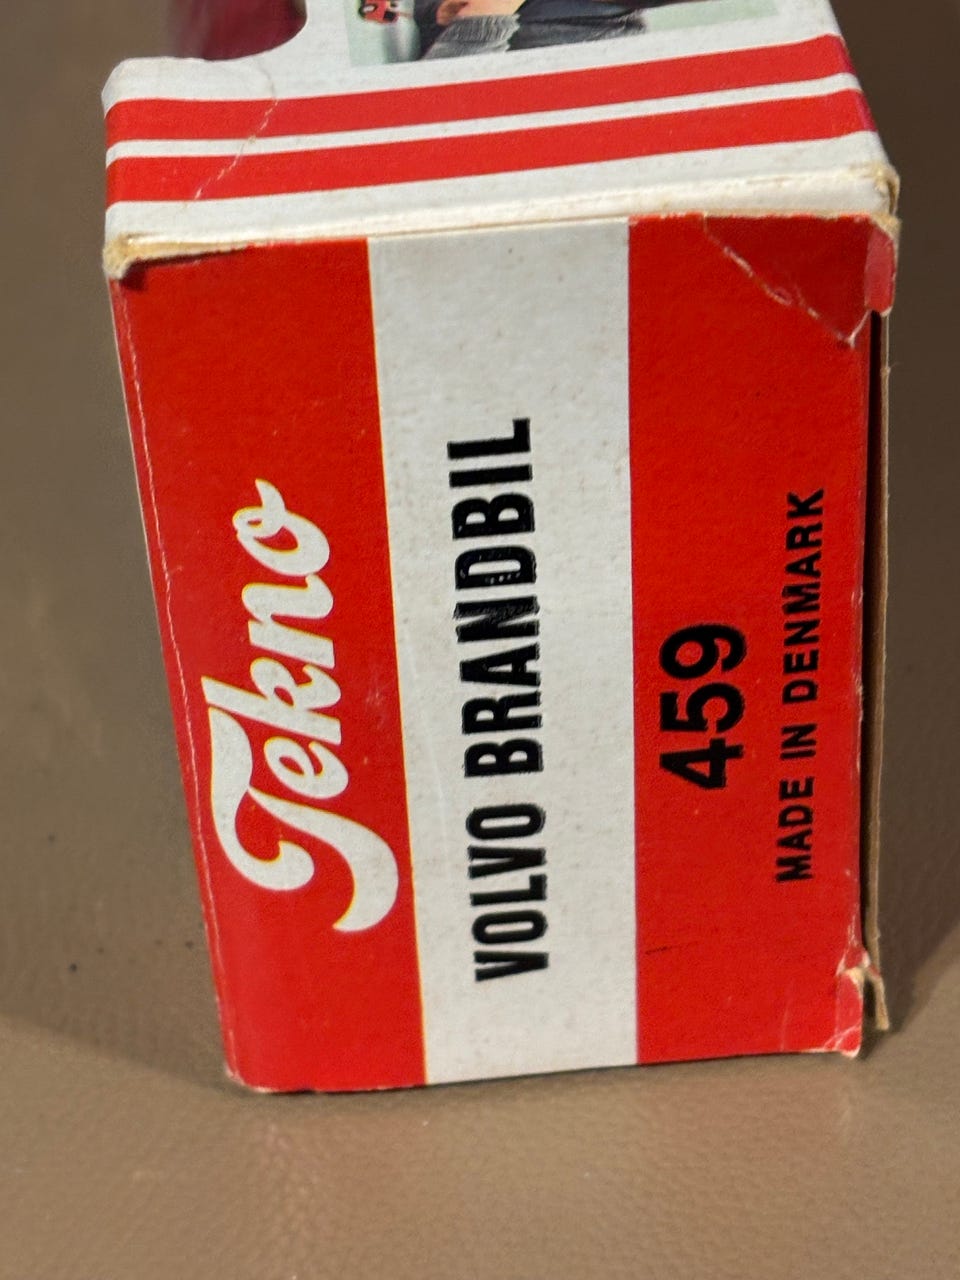 Tekno
VOLVO BRANDBIL
459
MADE IN DENMARK